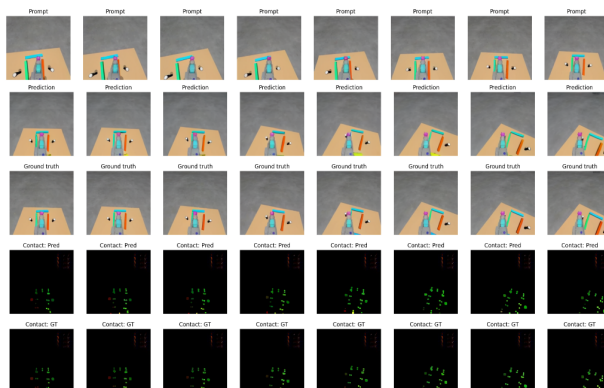 Prompt Prompt Prompt Prompt Prompt Prompt Prompt Prompt
Prediction Prediction Prediction Prediction Prediction Prediction Prediction Prediction
Ground truth Ground truth Ground truth Ground truth Ground truth Ground truth Ground truth Ground truth
Contact: Pred Contact: Pred Contact: Pred Contact: Pred Contact: Pred Contact: Pred Contact: Pred Contact: Pred
Contact: GT Contact: GT Contact: GT Contact: GT Contact: GT Contact: GT Contact: GT Contact: GT